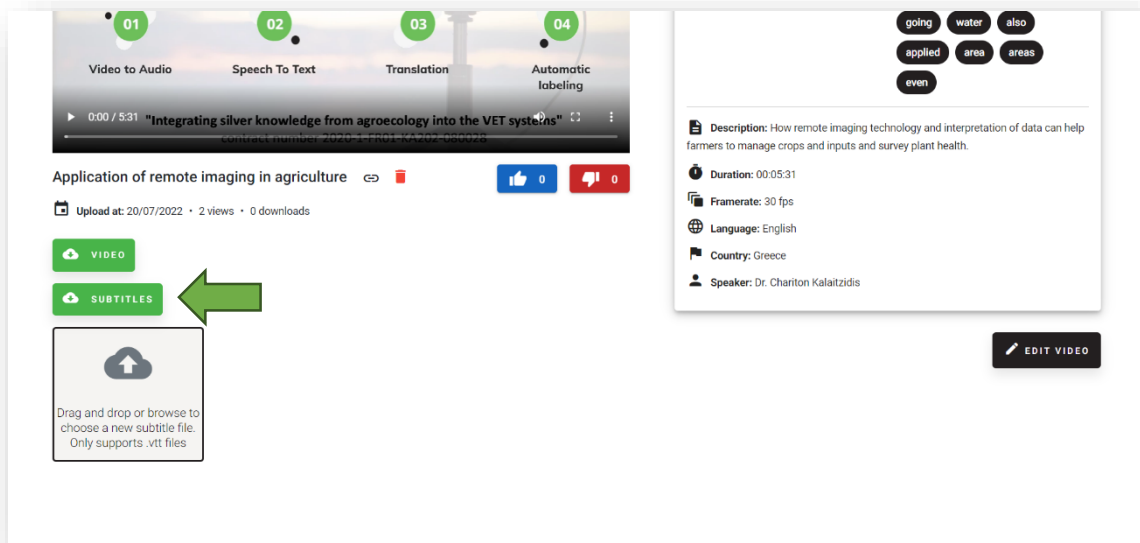 01
02
03
04
Video to Audio
Speech To Text
Translation
Automatic
labeling
0:00 / 5:31
"Integrating silver knowledge from agroecology into the VET systems"
contract number 2020-1-FR01-KA202-080028
Application of remote imaging in agriculture
0
0
Upload at: 20/07/2022 • 2 views • 0 downloads
VIDEO
SUBTITLES
Drag and drop or browse to
choose a new subtitle file.
Only supports .vtt files
going water also
applied area areas
even
Description: How remote imaging technology and interpretation of data can help
farmers to manage crops and inputs and survey plant health.
Duration: 00:05:31
Framerate: 30 fps
Language: English
Country: Greece
Speaker: Dr. Chariton Kalaitzidis
EDIT VIDEO